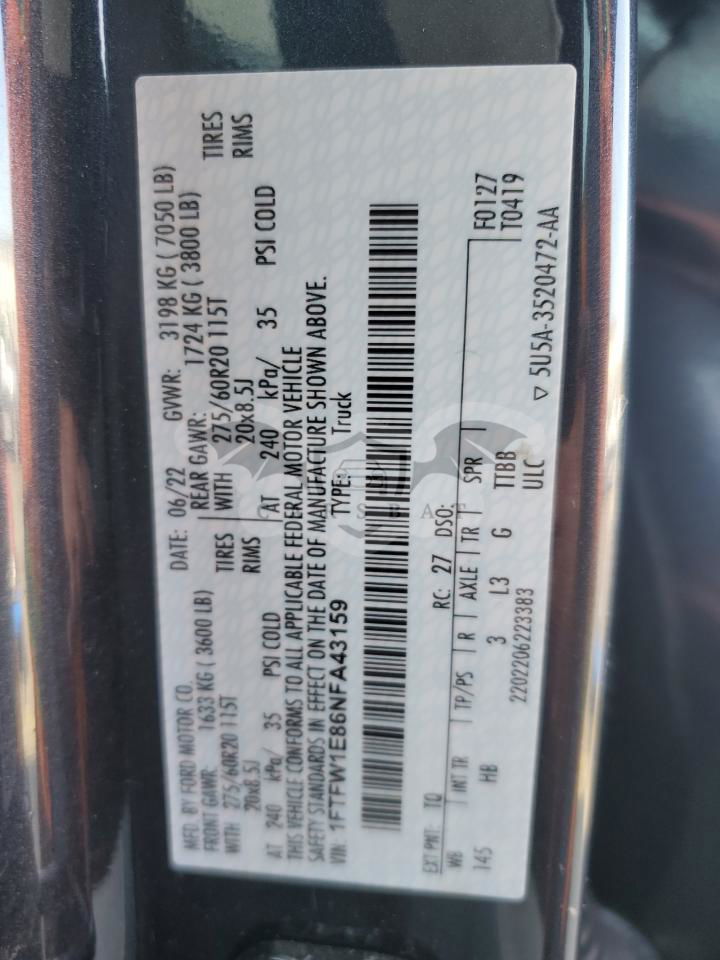 MFD. BY FORD MOTOR CO.
DATE: 06/22 GVWR: 3198 KG ( 7050 LB)
FRONT GAWR: 1633 KG ( 3600 LB) REAR GAWR: 1724 KG ( 3800 LB)
WITH 275/60R20 115T TIRES WITH 275/60R20 115T TIRES
20x8.5J RIMS 20x8.5J RIMS
AT 240 kPa/ 35 PSI COLD AT 240 kPa/ 35 PSI COLD
THIS VEHICLE CONFORMS TO ALL APPLICABLE FEDERAL MOTOR VEHICLE
SAFETY STANDARDS IN EFFECT ON THE DATE OF MANUFACTURE SHOWN ABOVE.
VIN: 1FTFW1E86NFA43159 TYPE: Truck
EXT PNT: TQ RC: 27 DSO: F0127
WB INT TR TP/PS R AXLE TR SPR T0419
145 HB 3 L3 G TTBB
2202206223383 ULC ▽ 5U5A-3520472-AA